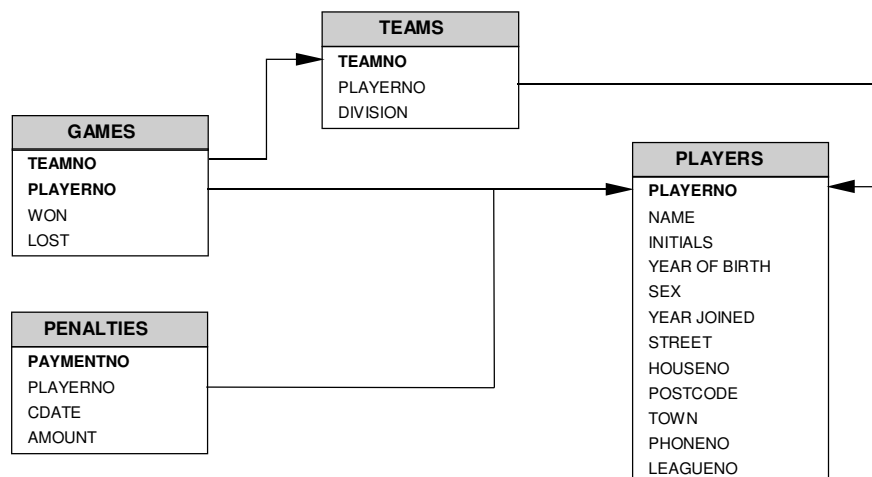 TEAMS
TEAMNO
PLAYERNO
DIVISION
GAMES
TEAMNO
PLAYERNO
WON
LOST
PLAYERS
PLAYERNO
NAME
INITIALS
YEAR OF BIRTH
SEX
YEAR JOINED
STREET
HOUSENO
POSTCODE
TOWN
PHONENO
LEAGUENO
PENALTIES
PAYMENTNO
PLAYERNO
CDATE
AMOUNT